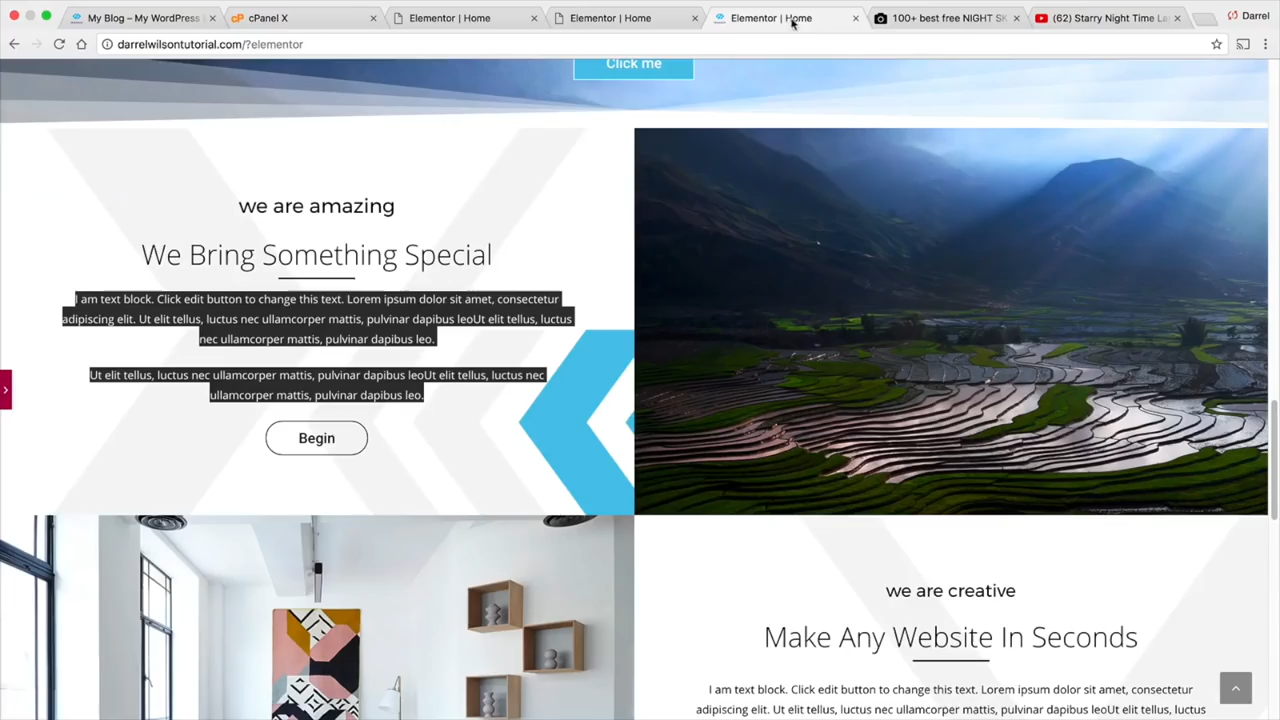 My Blog – My WordPress
cPanel X
Elementor | Home
Elementor | Home
Elementor | Home
100+ best free NIGHT SK
(62) Starry Night Time La
Darrel
darrelwilsontutorial.com/?elementor
Click me
we are amazing
We Bring Something Special
I am text block. Click edit button to change this text. Lorem ipsum dolor sit amet, consectetur
adipiscing elit. Ut elit tellus, luctus nec ullamcorper mattis, pulvinar dapibus leoUt elit tellus, luctus
nec ullamcorper mattis, pulvinar dapibus leo.
Ut elit tellus, luctus nec ullamcorper mattis, pulvinar dapibus leoUt elit tellus, luctus nec
ullamcorper mattis, pulvinar dapibus leo.
Begin
we are creative
Make Any Website In Seconds
I am text block. Click edit button to change this text. Lorem ipsum dolor sit amet, consectetur
adipiscing elit. Ut elit tellus, luctus nec ullamcorper mattis, pulvinar dapibus leoUt elit tellus, luctus